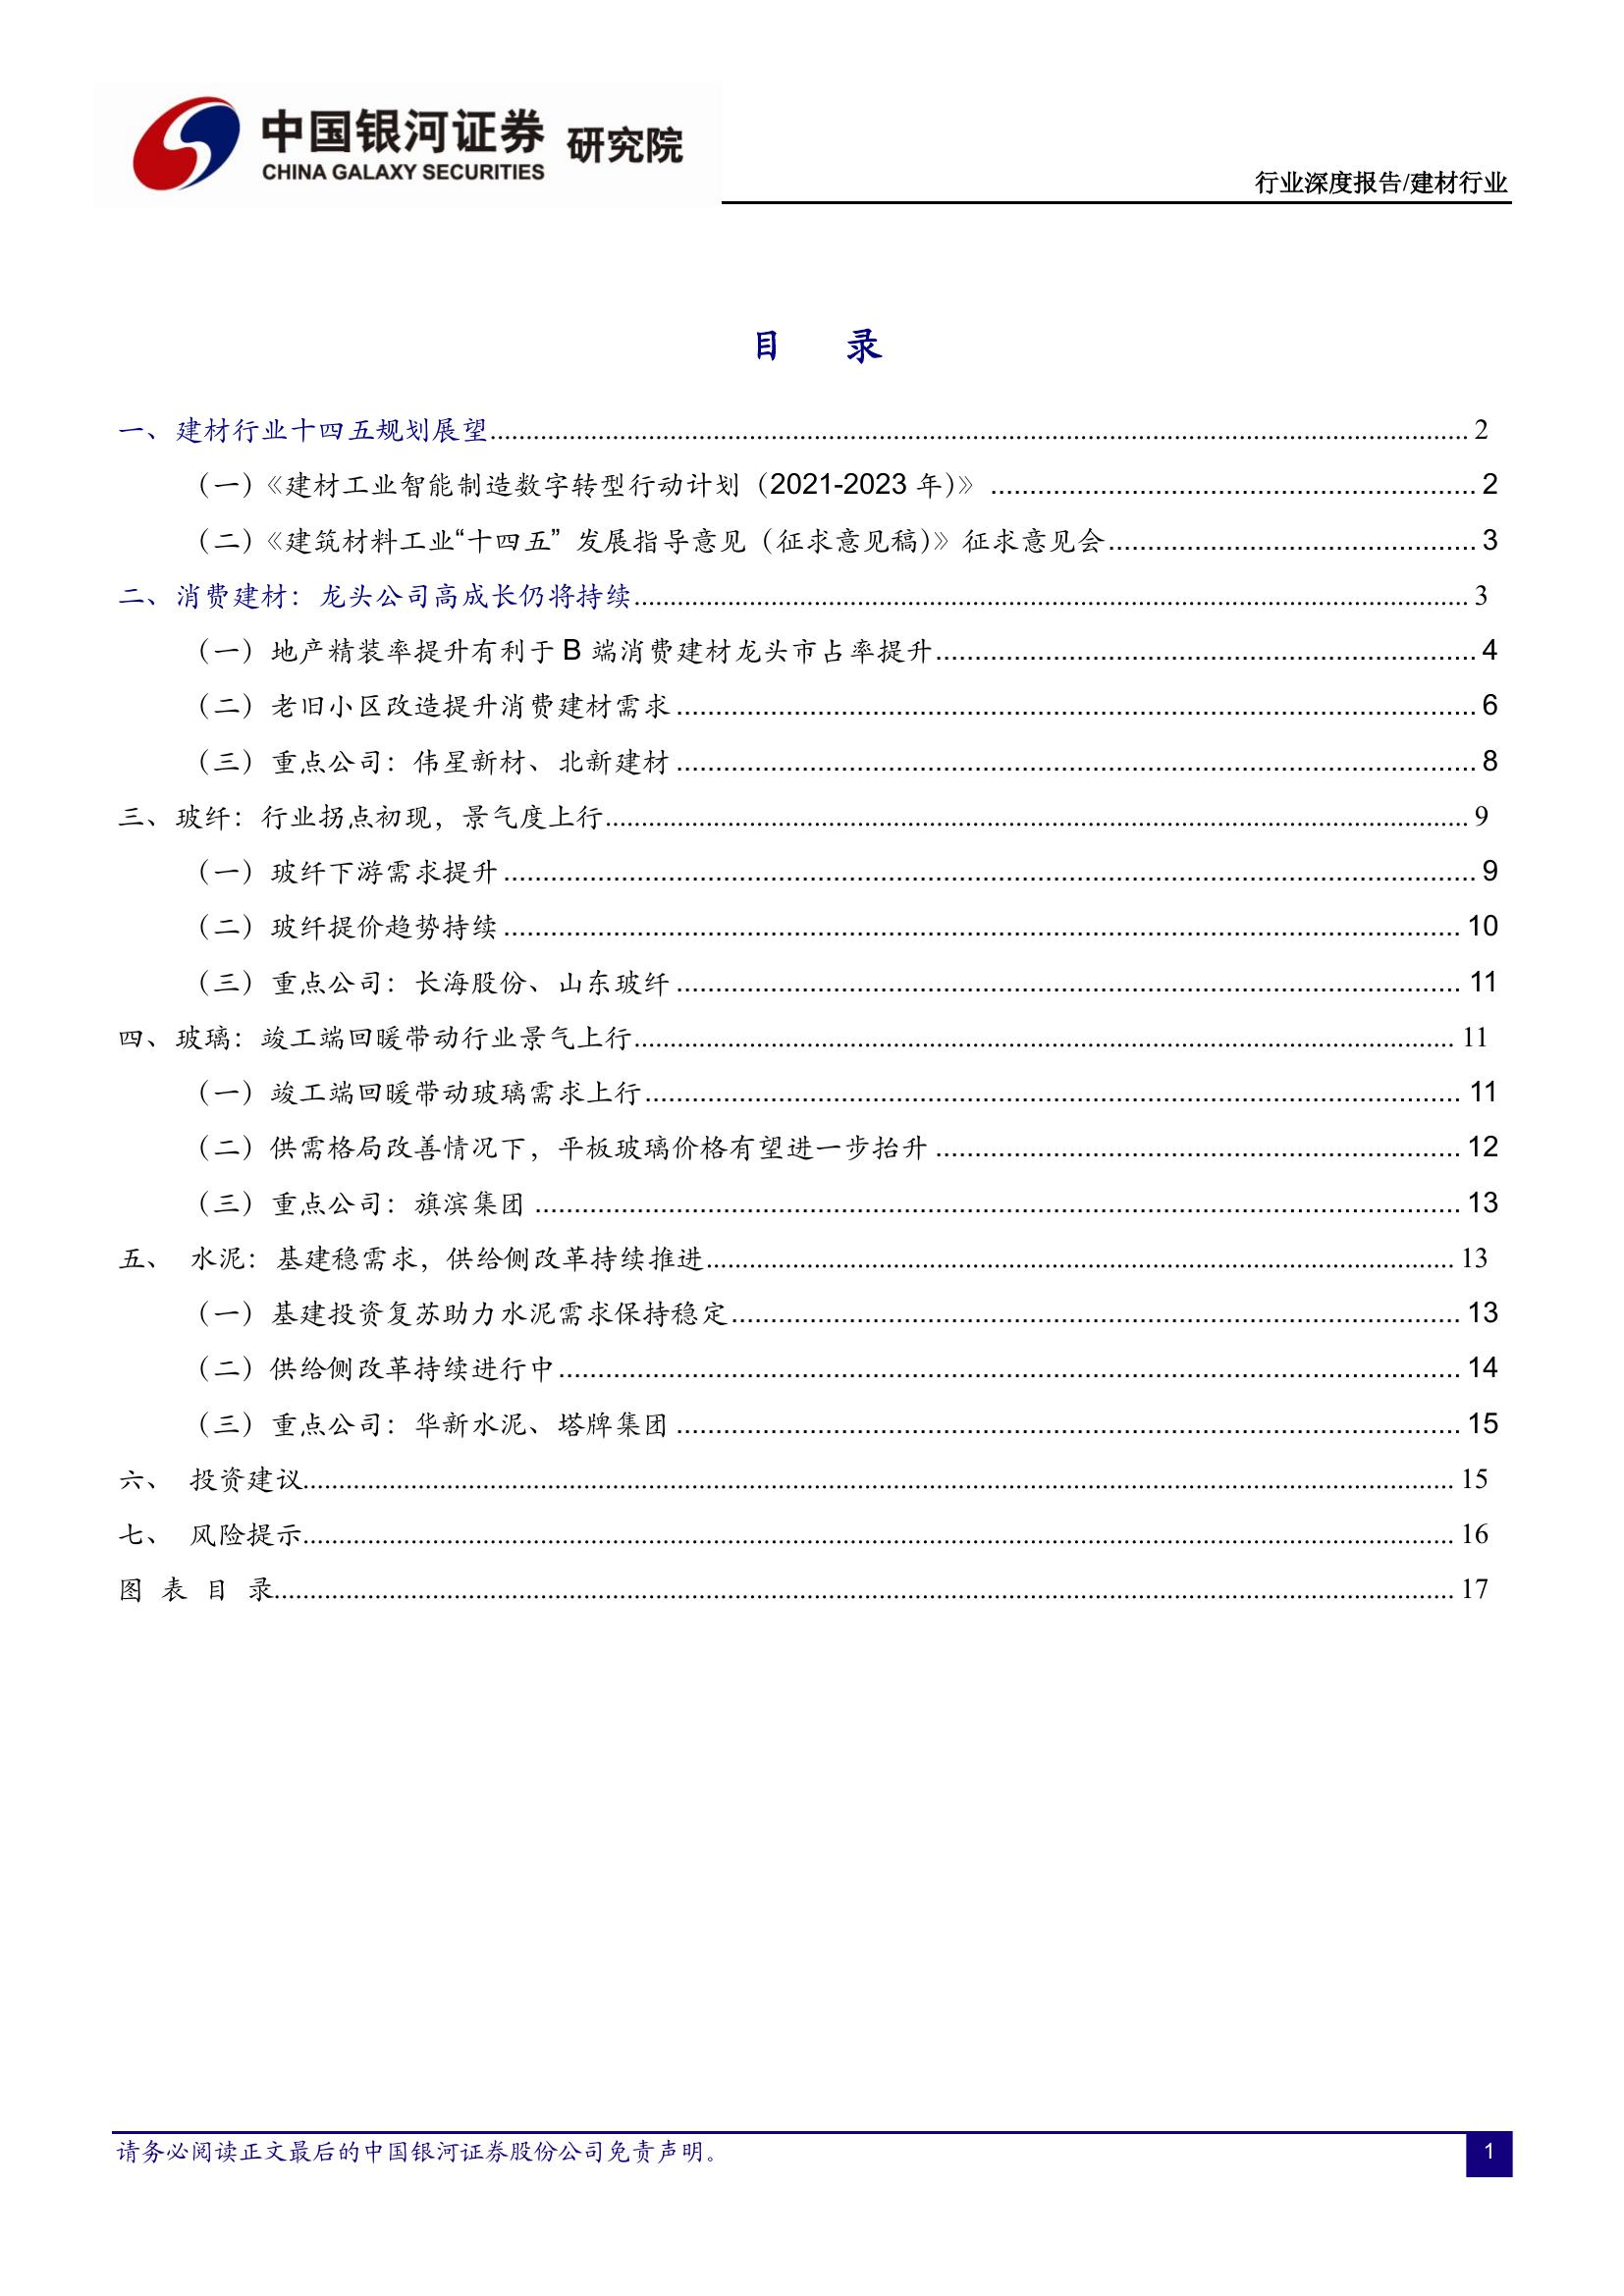 中国银河证券 研究院
CHINA GALAXY SECURITIES
行业深度报告/建材行业
目 录
一、建材行业十四五规划展望 2
（一）《建材工业智能制造数字转型行动计划（2021-2023 年）》 2
（二）《建筑材料工业“十四五” 发展指导意见（征求意见稿）》征求意见会 3
二、消费建材：龙头公司高成长仍将持续 3
（一）地产精装率提升有利于 B 端消费建材龙头市占率提升 4
（二）老旧小区改造提升消费建材需求 6
（三）重点公司：伟星新材、北新建材 8
三、玻纤：行业拐点初现，景气度上行 9
（一）玻纤下游需求提升 9
（二）玻纤提价趋势持续 10
（三）重点公司：长海股份、山东玻纤 11
四、玻璃：竣工端回暖带动行业景气上行 11
（一）竣工端回暖带动玻璃需求上行 11
（二）供需格局改善情况下，平板玻璃价格有望进一步抬升 12
（三）重点公司：旗滨集团 13
五、 水泥：基建稳需求，供给侧改革持续推进 13
（一）基建投资复苏助力水泥需求保持稳定 13
（二）供给侧改革持续进行中 14
（三）重点公司：华新水泥、塔牌集团 15
六、 投资建议 15
七、 风险提示 16
图 表 目 录 17
请务必阅读正文最后的中国银河证券股份公司免责声明。
1